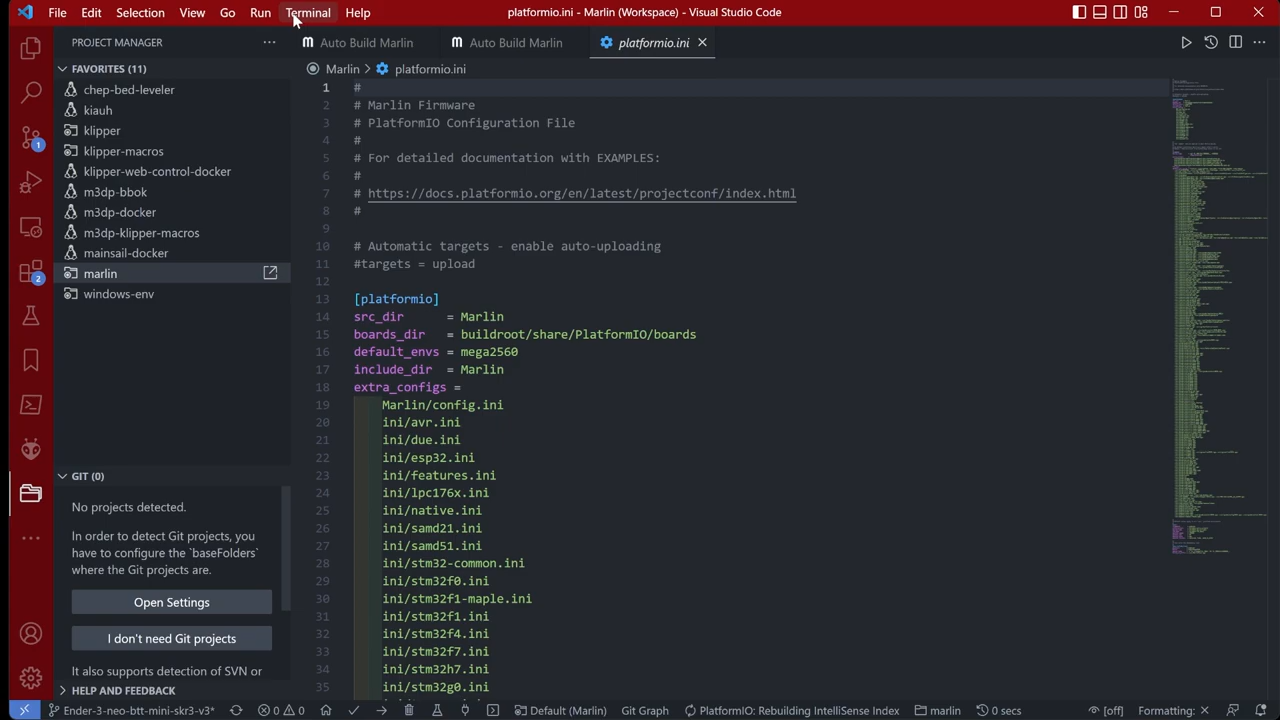 File Edit Selection View Go Run Terminal Help
platformio.ini - Marlin (Workspace) - Visual Studio Code
PROJECT MANAGER
Auto Build Marlin
Auto Build Marlin
platformio.ini
FAVORITES (11)
chep-bed-leveler
kiauh
klipper
klipper-macros
klipper-web-control-docker
m3dp-bbok
m3dp-docker
m3dp-klipper-macros
mainsail-docker
marlin
windows-env
GIT (0)
No projects detected.
In order to detect Git projects, you
have to configure the `baseFolders`
where the Git projects are.
Open Settings
I don't need Git projects
It also supports detection of SVN or
HELP AND FEEDBACK
1
2
2
Marlin > platformio.ini
1 #
2 # Marlin Firmware
3 # PlatformIO Configuration File
4 #
5 # For detailed documentation with EXAMPLES:
6 #
7 # https://docs.platformio.org/en/latest/projectconf/index.html
8 #
9
10 # Automatic targets - enable auto-uploading
11 #targets = upload
12
13 [platformio]
14 src_dir = Marlin
15 boards_dir = buildroot/share/PlatformIO/boards
16 default_envs = mega2560
17 include_dir = Marlin
18 extra_configs =
19 Marlin/config.ini
20 ini/avr.ini
21 ini/due.ini
22 ini/esp32.ini
23 ini/features.ini
24 ini/lpc176x.ini
25 ini/native.ini
26 ini/samd21.ini
27 ini/samd51.ini
28 ini/stm32-common.ini
29 ini/stm32f0.ini
30 ini/stm32f1-maple.ini
31 ini/stm32f1.ini
32 ini/stm32f4.ini
33 ini/stm32f7.ini
34 ini/stm32h7.ini
35 ini/stm32g0.ini
Ender-3-neo-btt-mini-skr3-v3* 0 0 Default (Marlin) Git Graph PlatformIO: Rebuilding IntelliSense Index marlin 0 secs [off] Formatting: ×